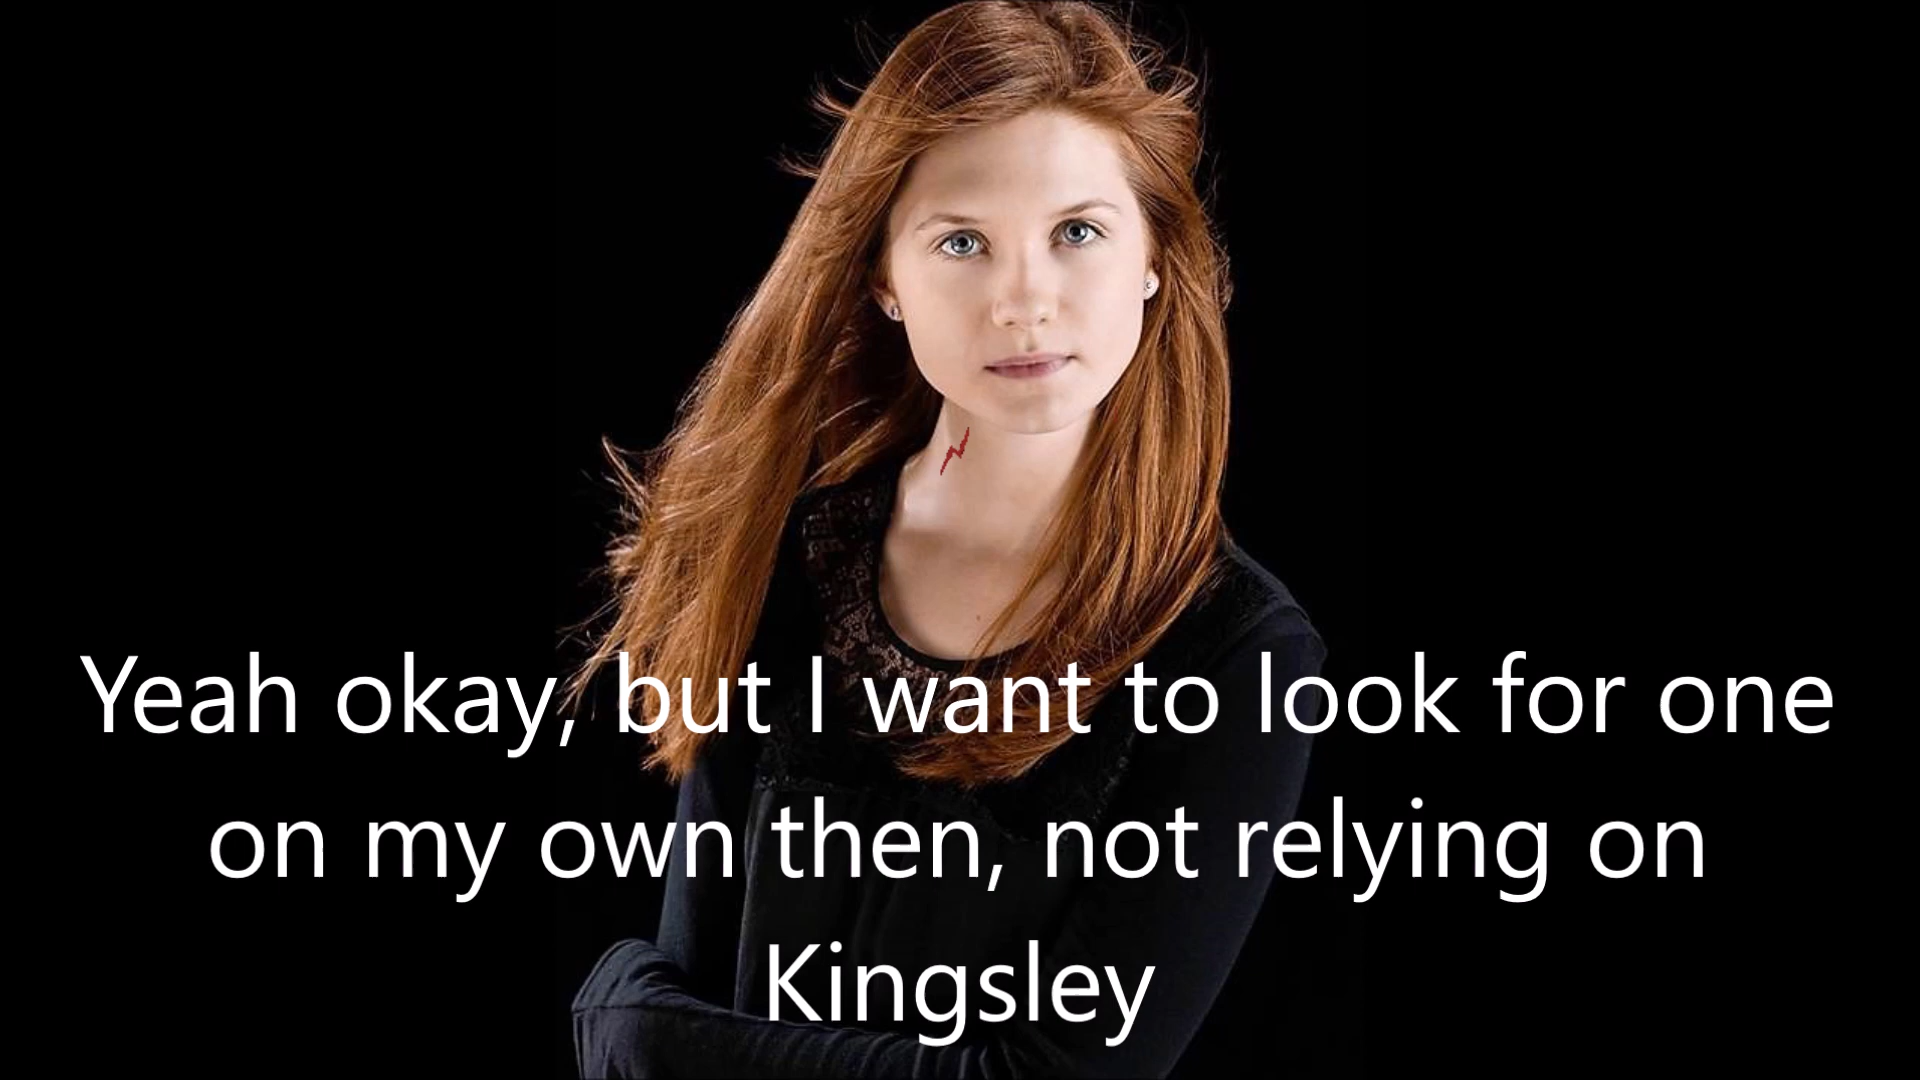 Yeah okay, but I want to look for one
on my own then, not relying on
Kingsley